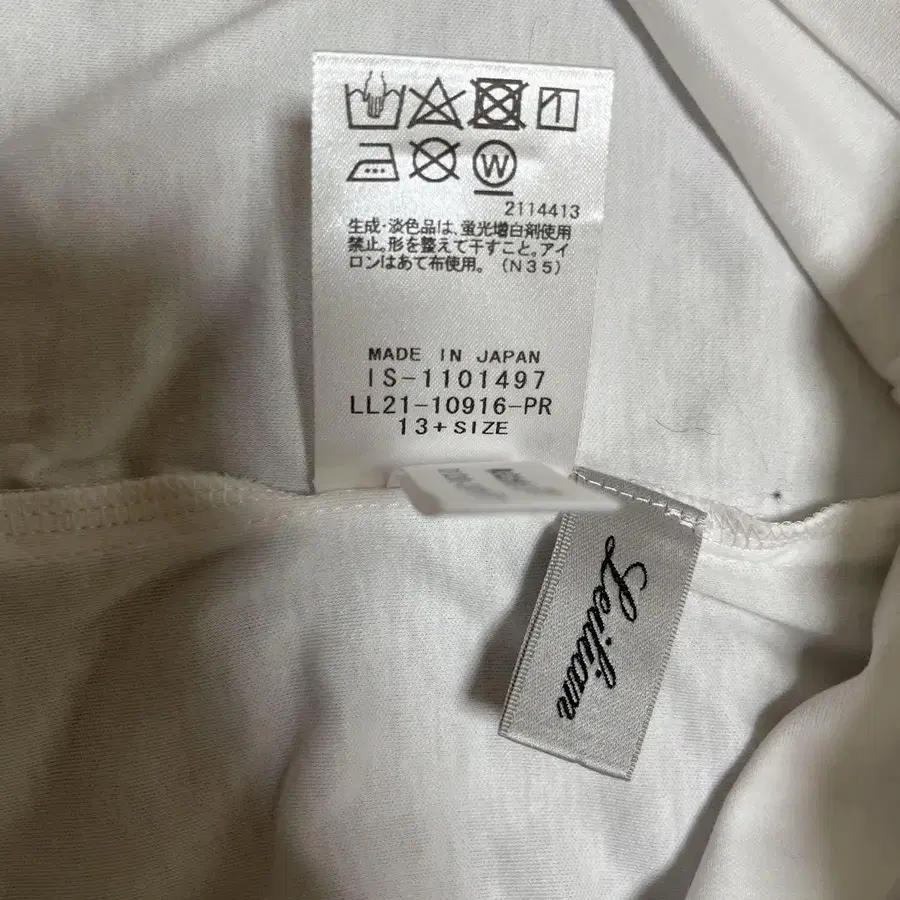 W
2114413
生成・淡色品は、蛍光増白剤使用
禁止。形を整えて干すこと。アイ
ロンはあて布使用。（N35）
MADE IN JAPAN
IS-1101497
LL21-10916-PR
13+SIZE
Leilian